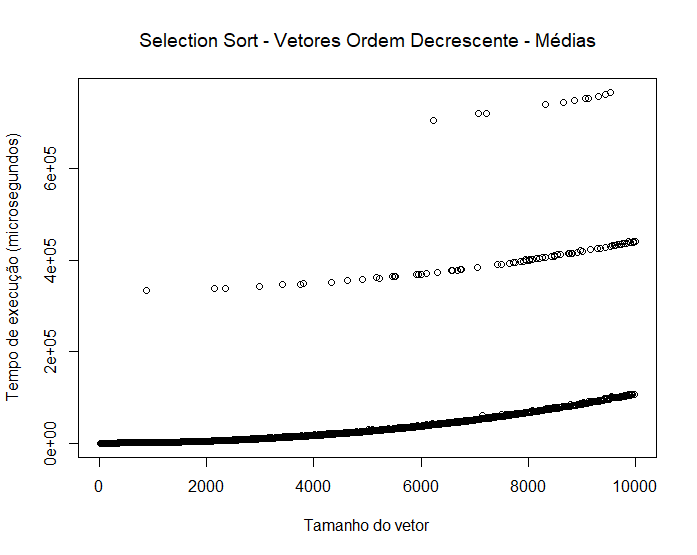 Selection Sort - Vetores Ordem Decrescente - Médias
Tempo de execução (microsegundos)
6e+05
4e+05
2e+05
0e+00
0 2000 4000 6000 8000 10000
Tamanho do vetor